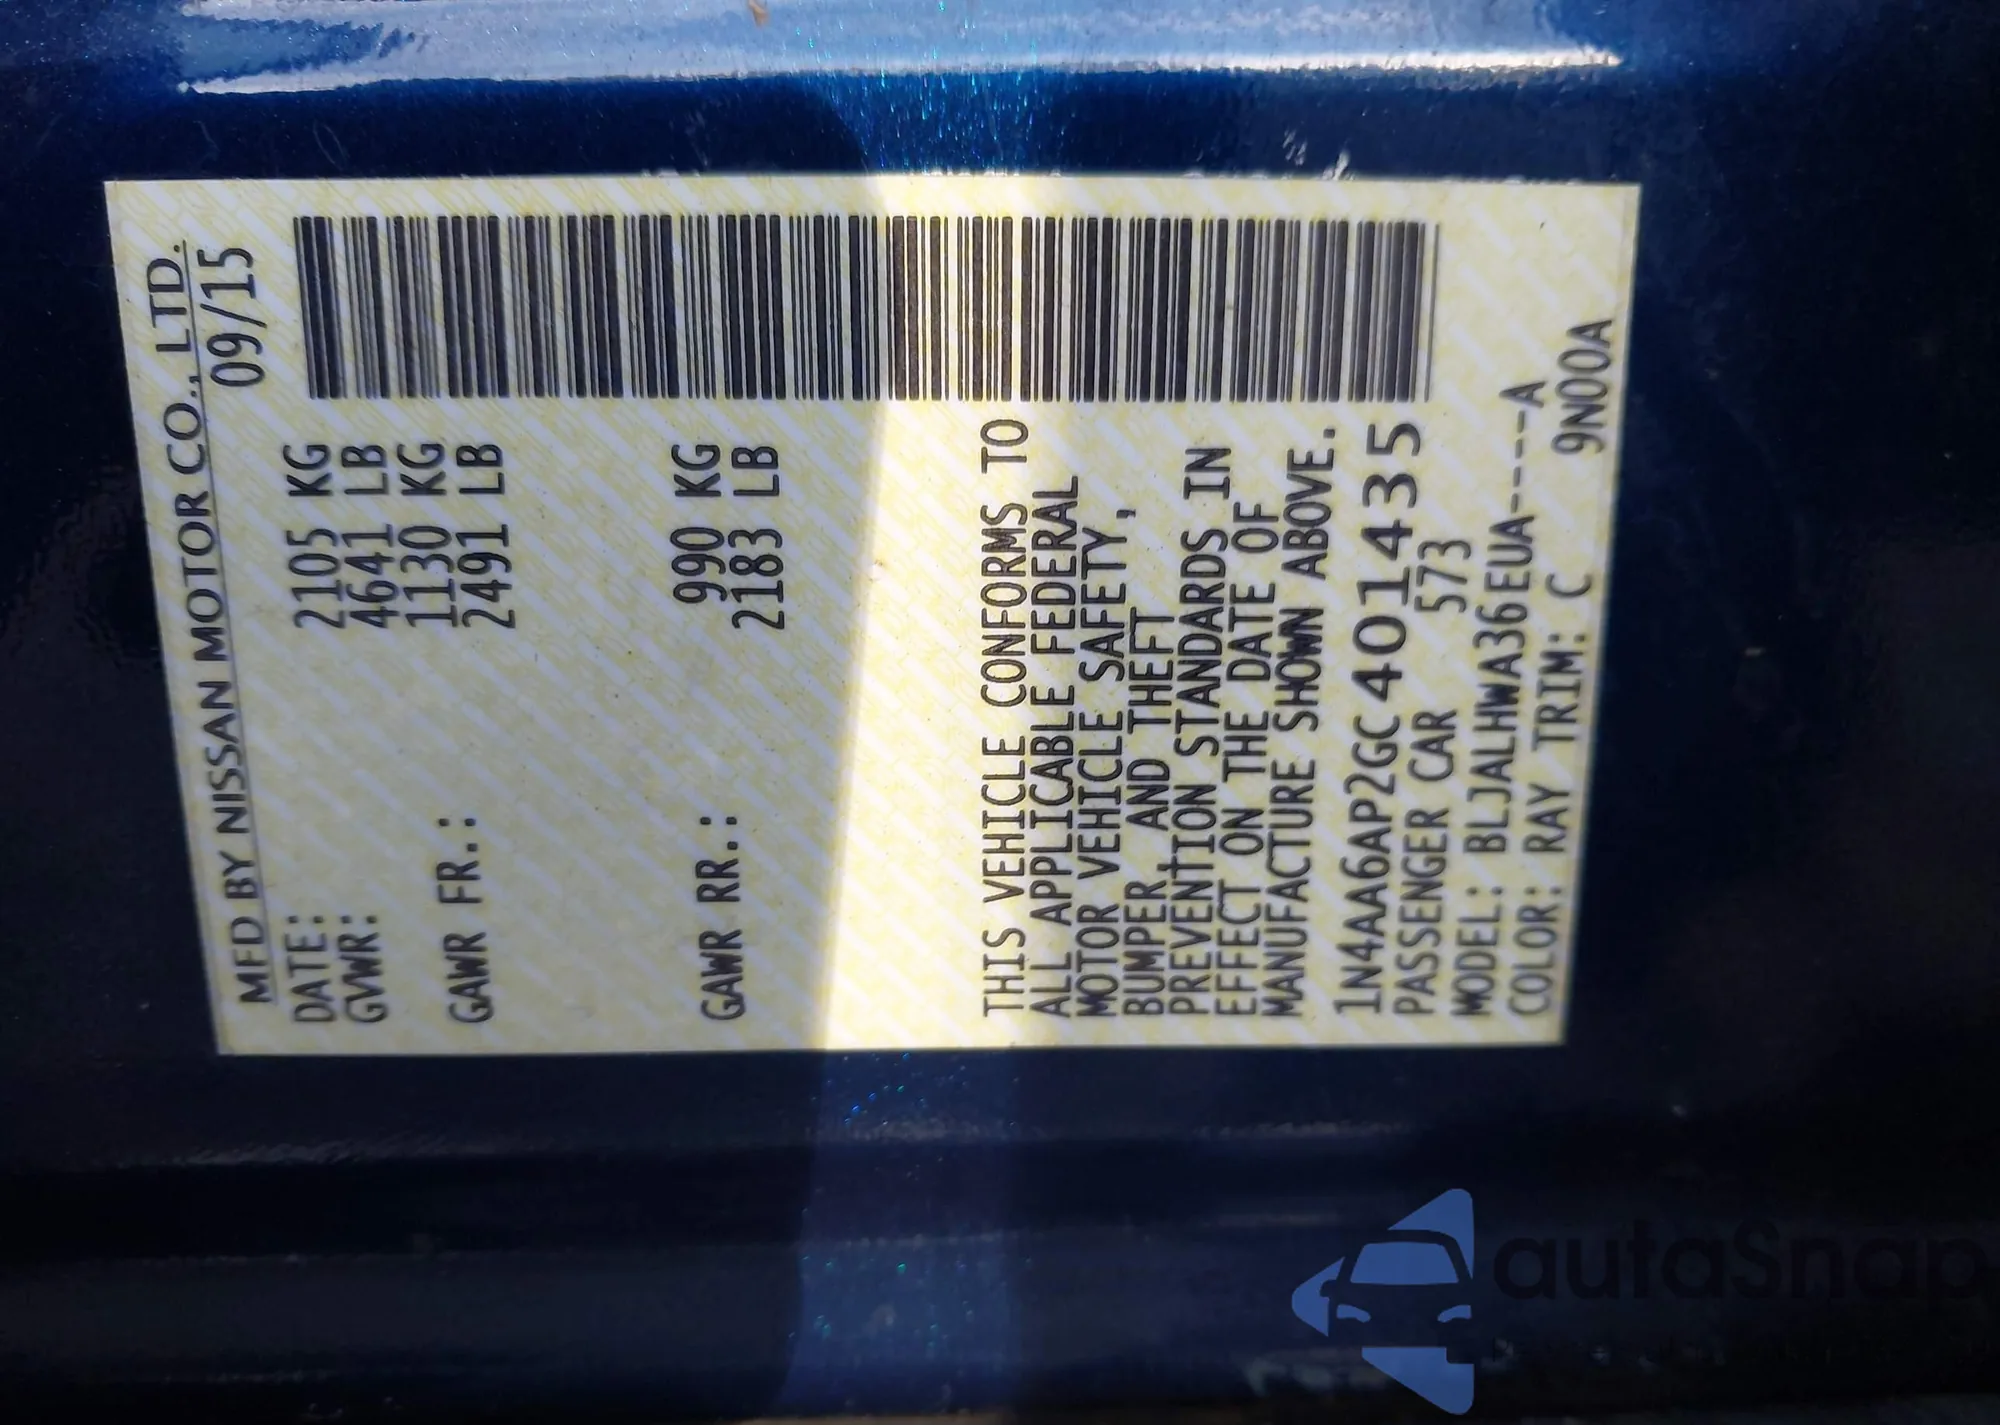 MFD BY NISSAN MOTOR CO., LTD.
DATE: 09/15
GVWR: 2105 KG
4641 LB
GAWR FR.: 1130 KG
2491 LB
GAWR RR.: 990 KG
2183 LB
THIS VEHICLE CONFORMS TO
ALL APPLICABLE FEDERAL
MOTOR VEHICLE SAFETY,
BUMPER AND THEFT
PREVENTION STANDARDS IN
EFFECT ON THE DATE OF
MANUFACTURE SHOWN ABOVE.
1N4AA6AP2GC401435
PASSENGER CAR 573
MODEL: BLJALHWA36EUA----A
COLOR: RAY TRIM: C 9N00A
autaSnap